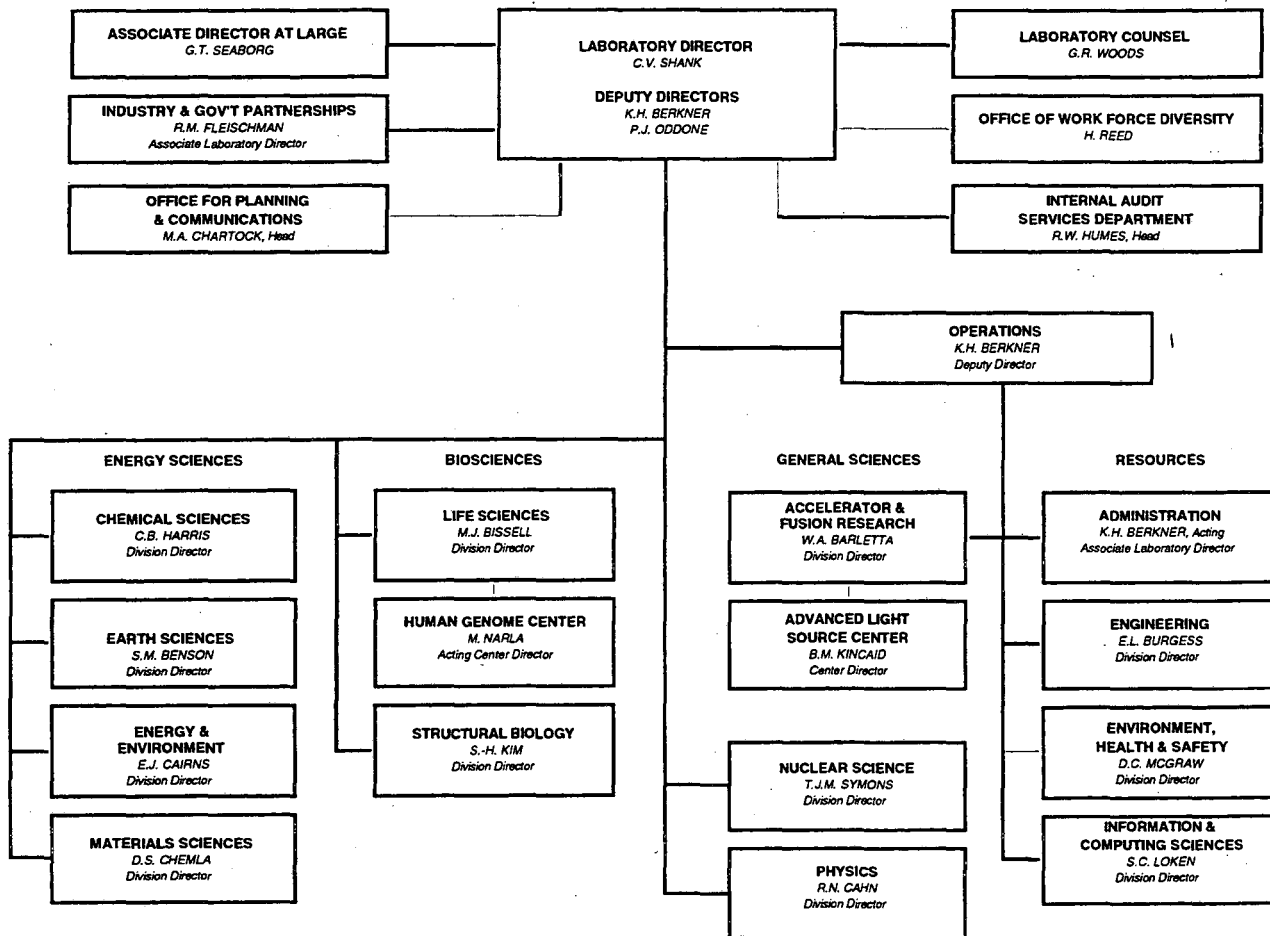 ASSOCIATE DIRECTOR AT LARGE
G.T. SEABORG
INDUSTRY & GOV'T PARTNERSHIPS
R.M. FLEISCHMAN
Associate Laboratory Director
OFFICE FOR PLANNING
& COMMUNICATIONS
M.A. CHARTOCK, Head
LABORATORY DIRECTOR
C.V. SHANK
DEPUTY DIRECTORS
K.H. BERKNER
P.J. ODDONE
LABORATORY COUNSEL
G.R. WOODS
OFFICE OF WORK FORCE DIVERSITY
H. REED
INTERNAL AUDIT
SERVICES DEPARTMENT
R.W. HUMES, Head
OPERATIONS
K.H. BERKNER
Deputy Director
ENERGY SCIENCES
CHEMICAL SCIENCES
C.B. HARRIS
Division Director
EARTH SCIENCES
S.M. BENSON
Division Director
ENERGY &
ENVIRONMENT
E.J. CAIRNS
Division Director
MATERIALS SCIENCES
D.S. CHEMLA
Division Director
BIOSCIENCES
LIFE SCIENCES
M.J. BISSELL
Division Director
HUMAN GENOME CENTER
M. NARLA
Acting Center Director
STRUCTURAL BIOLOGY
S.-H. KIM
Division Director
GENERAL SCIENCES
ACCELERATOR &
FUSION RESEARCH
W.A. BARLETTA
Division Director
ADVANCED LIGHT
SOURCE CENTER
B.M. KINCAID
Center Director
NUCLEAR SCIENCE
T.J.M. SYMONS
Division Director
PHYSICS
R.N. CAHN
Division Director
RESOURCES
ADMINISTRATION
K.H. BERKNER, Acting
Associate Laboratory Director
ENGINEERING
E.L. BURGESS
Division Director
ENVIRONMENT,
HEALTH & SAFETY
D.C. MCGRAW
Division Director
INFORMATION &
COMPUTING SCIENCES
S.C. LOKEN
Division Director